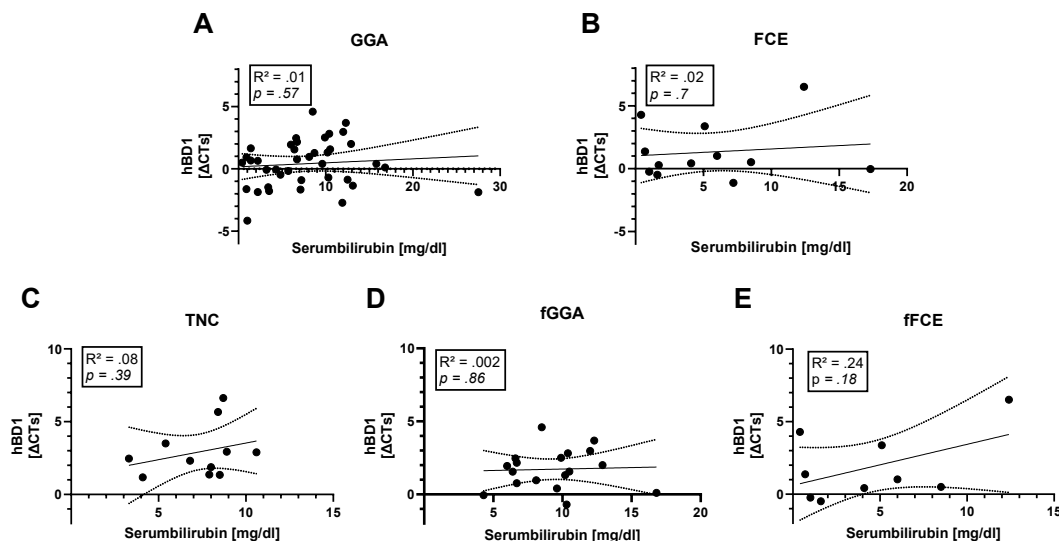 A
GGA
R² = .01
p = .57
hBD1
[ΔCTs]
5
0
-5
10
20
30
Serumbilirubin [mg/dl]
B
FCE
R² = .02
p = .7
hBD1
[ΔCTs]
5
0
-5
5
10
15
20
Serumbilirubin [mg/dl]
C
TNC
R² = .08
p = .39
hBD1
[ΔCTs]
10
5
0
0
5
10
15
Serumbilirubin [mg/dl]
D
fGGA
R² = .002
p = .86
hBD1
[ΔCTs]
10
5
0
0
5
10
15
20
Serumbilirubin [mg/dl]
E
fFCE
R² = .24
p = .18
hBD1
[ΔCTs]
10
5
0
5
10
15
Serumbilirubin [mg/dl]